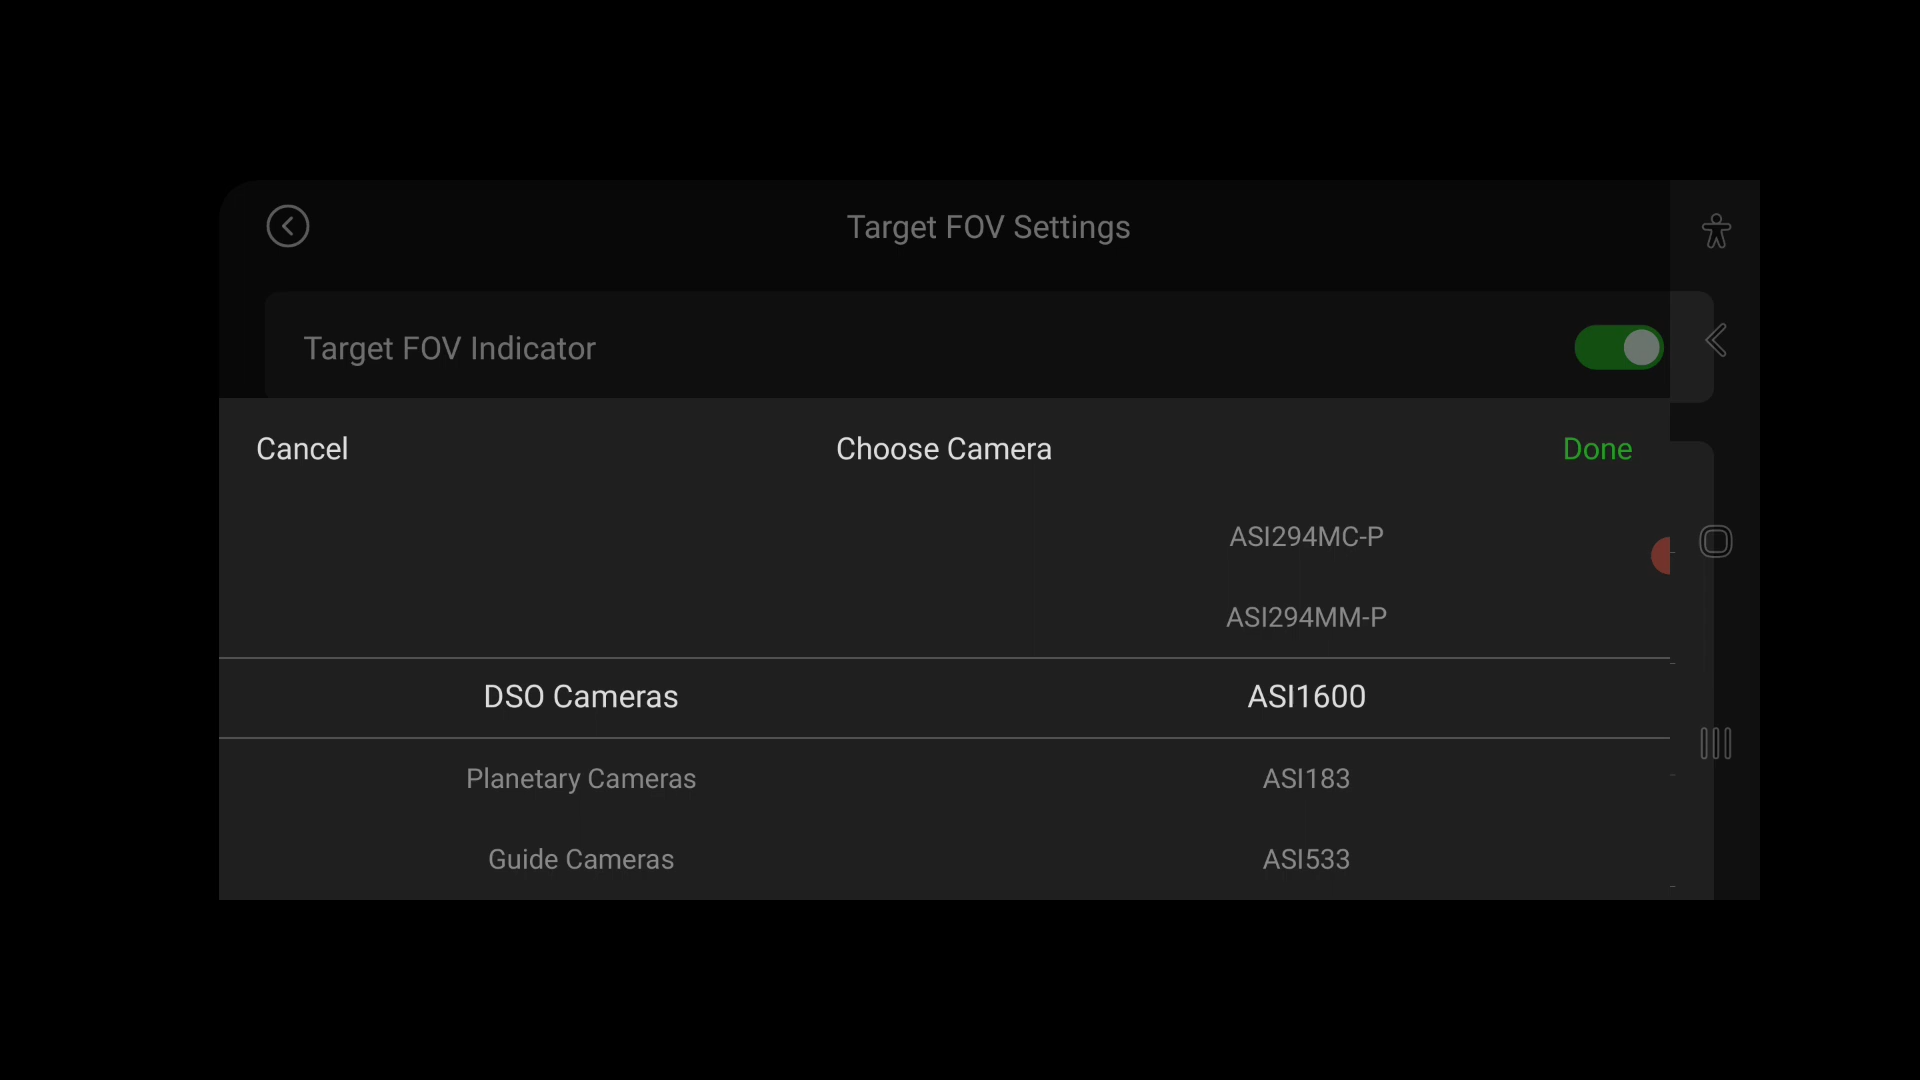 Target FOV Settings
Target FOV Indicator
Cancel
Choose Camera
Done
ASI294MC-P
ASI294MM-P
DSO Cameras
ASI1600
Planetary Cameras
ASI183
Guide Cameras
ASI533